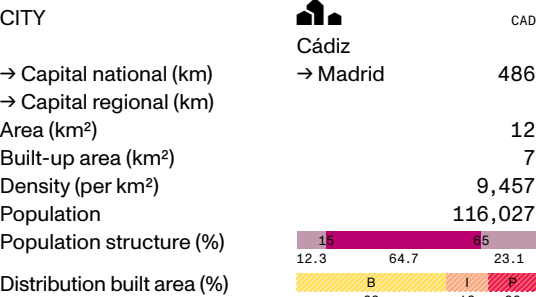 CITY CAD
Cádiz
→ Capital national (km) → Madrid 486
→ Capital regional (km)
Area (km²) 12
Built-up area (km²) 7
Density (per km²) 9,457
Population 116,027
Population structure (%) 15 65
12.3 64.7 23.1
Distribution built area (%) B I P